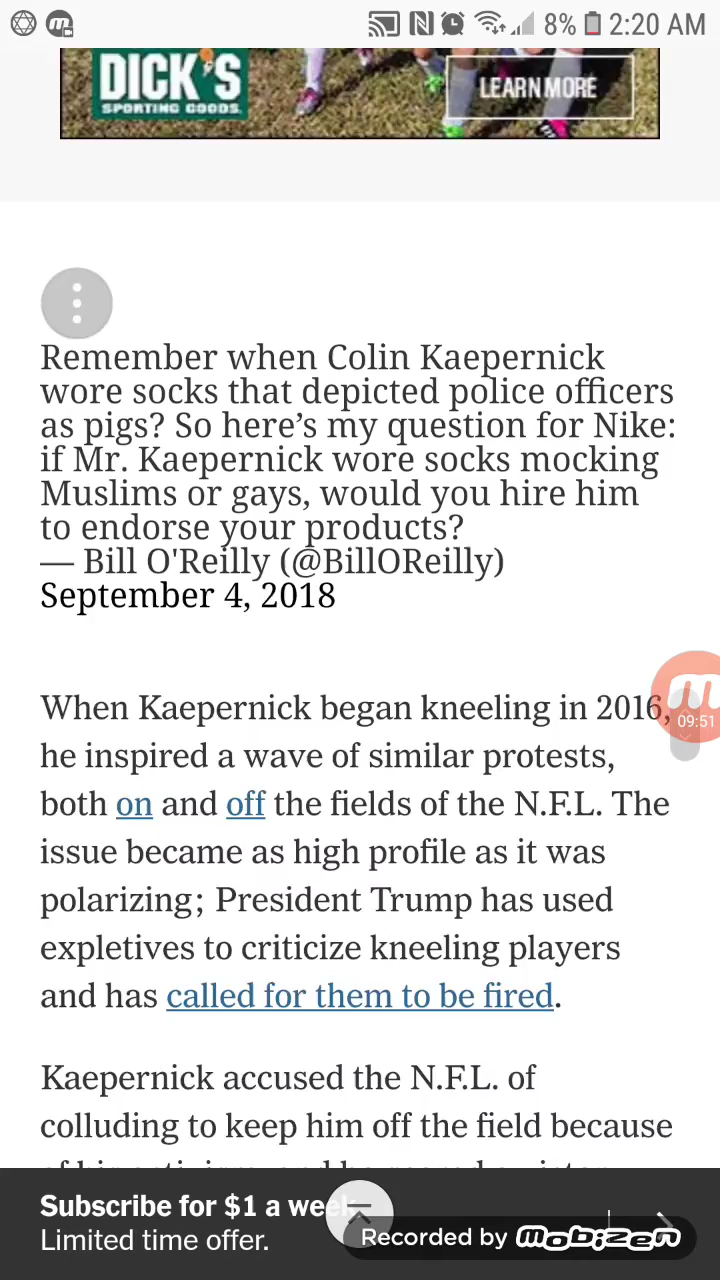 8% 2:20 AM
DICK'S
SPORTING GOODS
LEARN MORE
Remember when Colin Kaepernick
wore socks that depicted police officers
as pigs? So here’s my question for Nike:
if Mr. Kaepernick wore socks mocking
Muslims or gays, would you hire him
to endorse your products?
— Bill O'Reilly (@BillOReilly)
September 4, 2018
When Kaepernick began kneeling in 2016,
09:51
he inspired a wave of similar protests,
both on and off the fields of the N.F.L. The
issue became as high profile as it was
polarizing; President Trump has used
expletives to criticize kneeling players
and has called for them to be fired.
Kaepernick accused the N.F.L. of
colluding to keep him off the field because
Subscribe for $1 a week.
Limited time offer.
Recorded by Mobizen